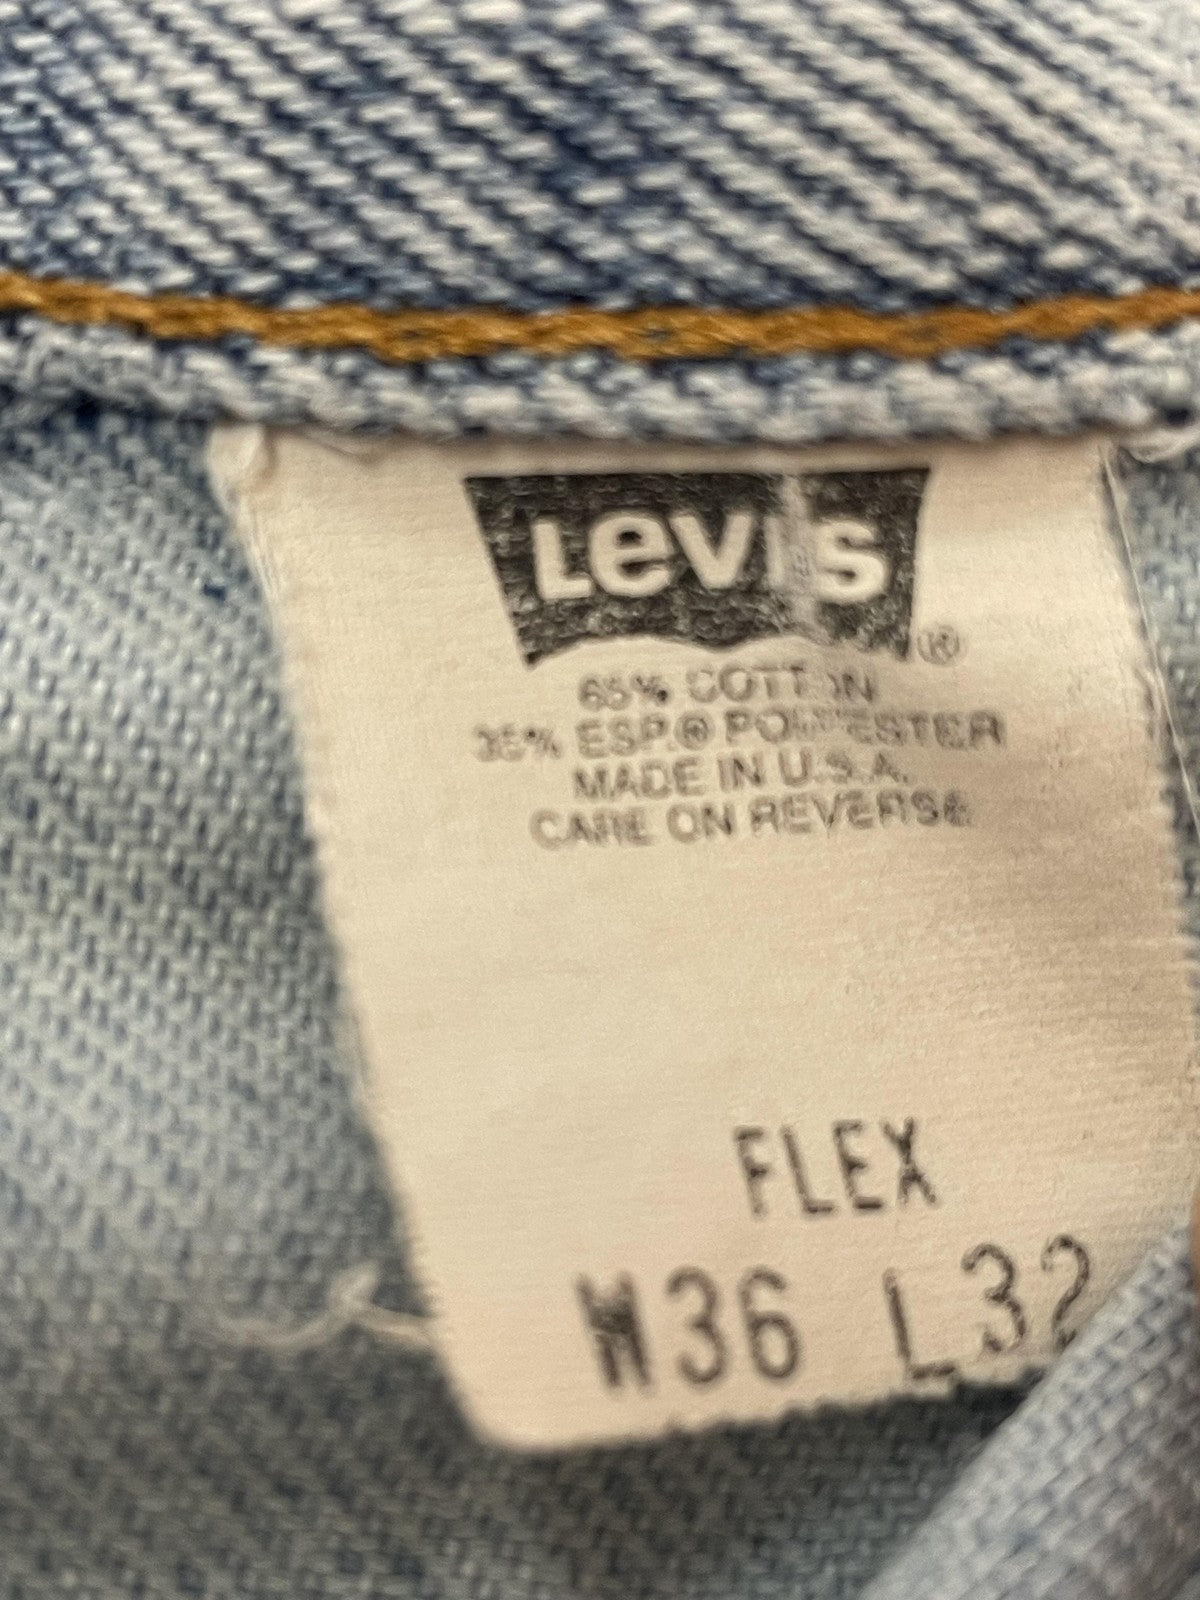 Levi's
®
65% COTTON
35% ESP.® POLYESTER
MADE IN U.S.A.
CARE ON REVERSE
FLEX
W36 L32